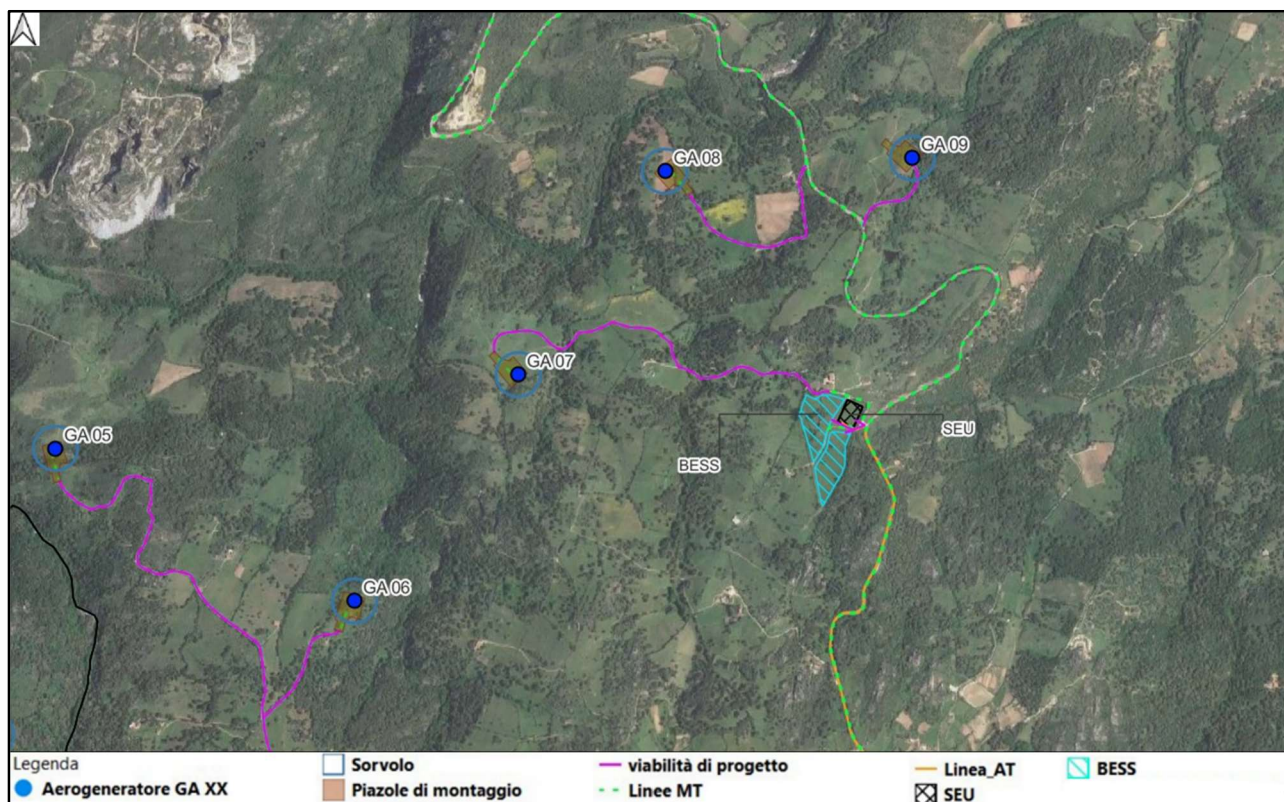 GA 08
GA 09
GA 07
GA 05
SEU
BESS
GA 06
Legenda
Aerogeneratore GA XX
Sorvolo
Piazole di montaggio
viabilità di progetto
Linee MT
Linea_AT
SEU
BESS